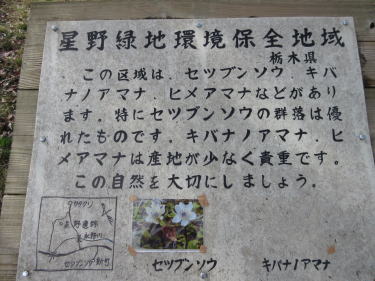 星野緑地環境保全地域
栃木県
この区域は、セツブンソウ、キバ
ナノアマナ、ヒメアマナなどがあり
ます。特にセツブンソウの群落は優
れたものです。キバナノアマナ、ヒ
メアマナは産地が少なく貴重です。
この自然を大切にしましょう。
セツブンソウ
キバナノアマナ